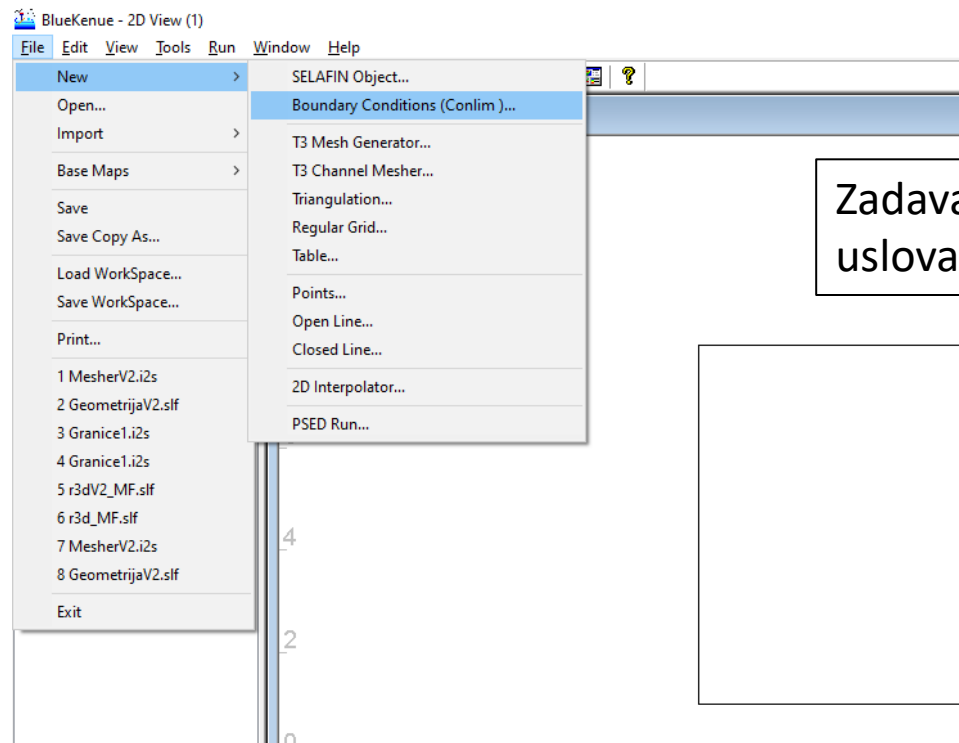 BlueKenue - 2D View (1)
File Edit View Tools Run Window Help
New
Open...
Import
Base Maps
Save
Save Copy As...
Load WorkSpace...
Save WorkSpace...
Print...
1 MesherV2.i2s
2 GeometrijaV2.slf
3 Granice1.i2s
4 Granice1.i2s
5 r3dV2_MF.slf
6 r3d_MF.slf
7 MesherV2.i2s
8 GeometrijaV2.slf
Exit
SELAFIN Object...
Boundary Conditions (Conlim )...
T3 Mesh Generator...
T3 Channel Mesher...
Triangulation...
Regular Grid...
Table...
Points...
Open Line...
Closed Line...
2D Interpolator...
PSED Run...
uslova
4
2
0